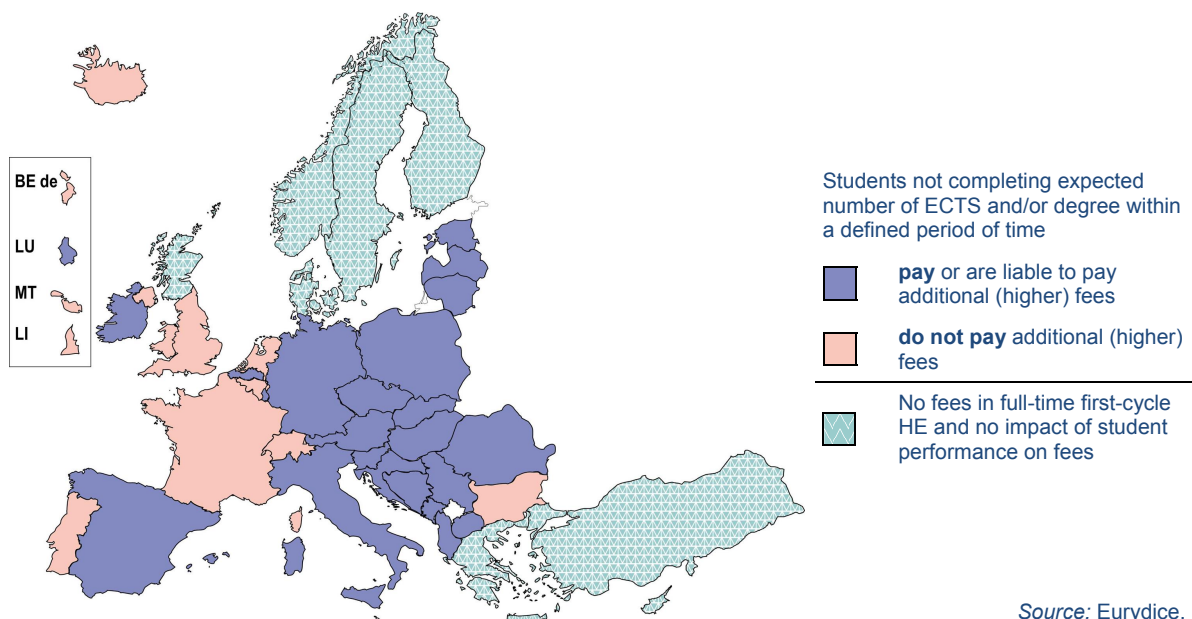 BE de
LU
MT
LI
Students not completing expected
number of ECTS and/or degree within
a defined period of time
pay or are liable to pay
additional (higher) fees
do not pay additional (higher)
fees
No fees in full-time first-cycle
HE and no impact of student
performance on fees
Source: Eurydice.